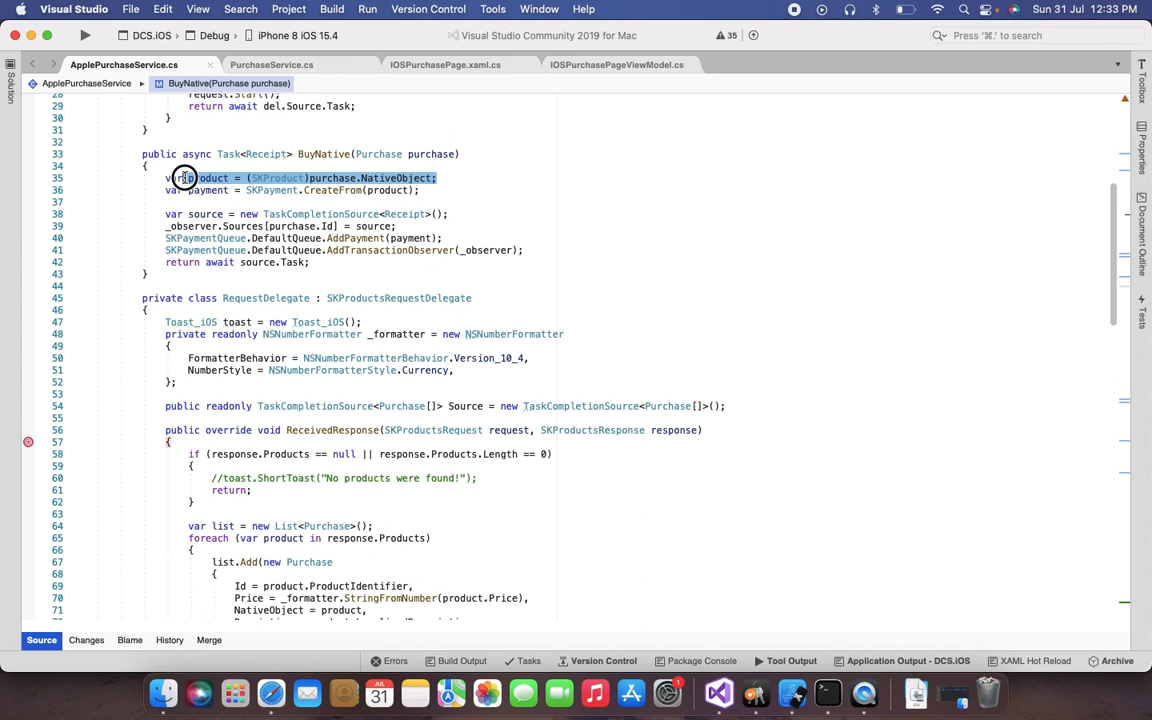 Visual Studio File Edit View Search Project Build Run Version Control Tools Window Help Sun 31 Jul 12:33 PM
DCS.iOS › Debug › iPhone 8 iOS 15.4 Visual Studio Community 2019 for Mac 35 Press '⌘.' to search
ApplePurchaseService.cs PurchaseService.cs IOSPurchasePage.xaml.cs IOSPurchasePageViewModel.cs
ApplePurchaseService M BuyNative(Purchase purchase)
Solution
Toolbox
Properties
Document Outline
Tests
28 request.Start();
29 return await del.Source.Task;
30 }
31 }
32
33 public async Task<Receipt> BuyNative(Purchase purchase)
34 {
35 var product = (SKProduct)purchase.NativeObject;
36 var payment = SKPayment.CreateFrom(product);
37
38 var source = new TaskCompletionSource<Receipt>();
39 _observer.Sources[purchase.Id] = source;
40 SKPaymentQueue.DefaultQueue.AddPayment(payment);
41 SKPaymentQueue.DefaultQueue.AddTransactionObserver(_observer);
42 return await source.Task;
43 }
44
45 private class RequestDelegate : SKProductsRequestDelegate
46 {
47 Toast_iOS toast = new Toast_iOS();
48 private readonly NSNumberFormatter _formatter = new NSNumberFormatter
49 {
50 FormatterBehavior = NSNumberFormatterBehavior.Version_10_4,
51 NumberStyle = NSNumberFormatterStyle.Currency,
52 };
53
54 public readonly TaskCompletionSource<Purchase[]> Source = new TaskCompletionSource<Purchase[]>();
55
56 public override void ReceivedResponse(SKProductsRequest request, SKProductsResponse response)
57 {
58 if (response.Products == null || response.Products.Length == 0)
59 {
60 //toast.ShortToast("No products were found!");
61 return;
62 }
63
64 var list = new List<Purchase>();
65 foreach (var product in response.Products)
66 {
67 list.Add(new Purchase
68 {
69 Id = product.ProductIdentifier,
70 Price = _formatter.StringFromNumber(product.Price),
71 NativeObject = product,
Source Changes Blame History Merge
Errors Build Output Tasks Version Control Package Console Tool Output Application Output - DCS.iOS XAML Hot Reload Archive
JUL
31
1